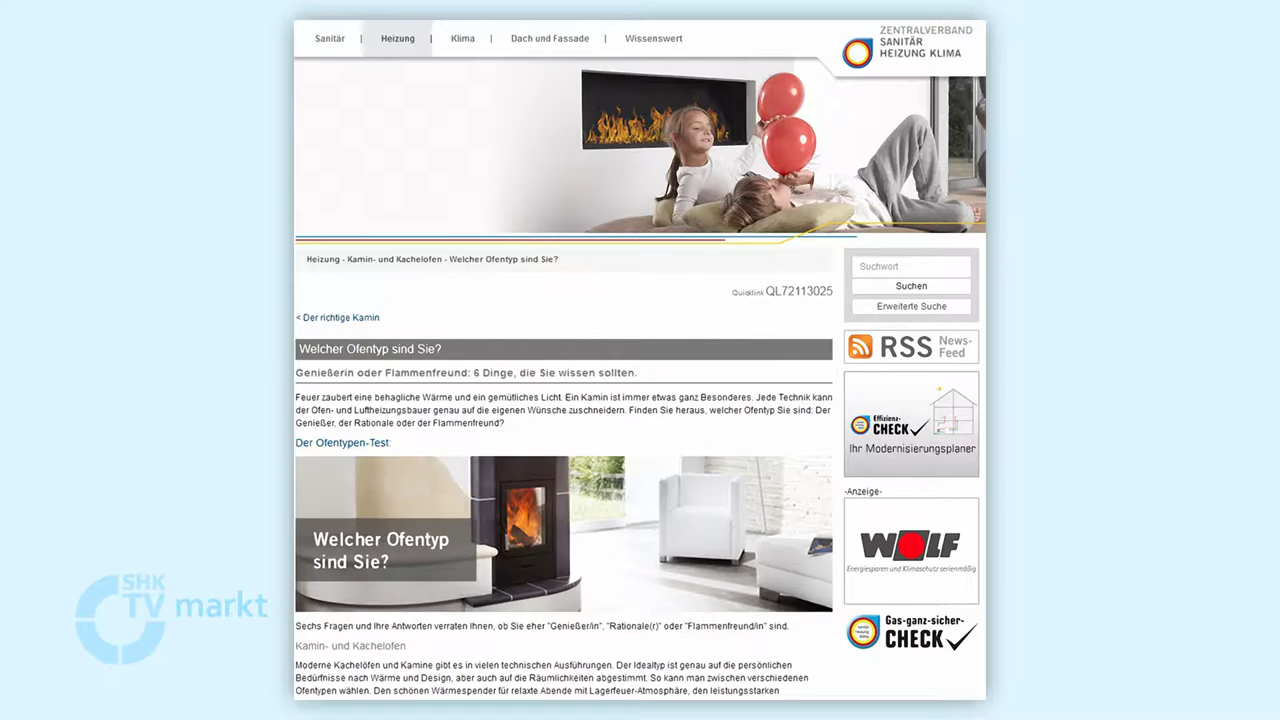 Sanitär | Heizung | Klima | Dach und Fassade | Wissenswert
ZENTRALVERBAND
SANITÄR
HEIZUNG KLIMA
Heizung - Kamin- und Kachelofen - Welcher Ofentyp sind Sie?
Quicklink QL72113025
< Der richtige Kamin
Welcher Ofentyp sind Sie?
Genießerin oder Flammenfreund: 6 Dinge, die Sie wissen sollten.
Feuer zaubert eine behagliche Wärme und ein gemütliches Licht. Ein Kamin ist immer etwas ganz Besonderes. Jede Technik kann
der Ofen- und Luftheizungsbauer genau auf die eigenen Wünsche zuschneidern. Finden Sie heraus, welcher Ofentyp Sie sind: Der
Genießer, der Rationale oder der Flammenfreund?
Der Ofentypen-Test:
Welcher Ofentyp
sind Sie?
Sechs Fragen und Ihre Antworten verraten Ihnen, ob Sie eher "Genießer/in", "Rationale(r)" oder "Flammenfreund/in" sind.
Kamin- und Kachelofen
Moderne Kachelöfen und Kamine gibt es in vielen technischen Ausführungen. Der Idealtyp ist genau auf die persönlichen
Bedürfnisse nach Wärme und Design, aber auch auf die Räumlichkeiten abgestimmt. So kann man zwischen verschiedenen
Ofentypen wählen. Den schönen Wärmespender für relaxte Abende mit Lagerfeuer-Atmosphäre, den leistungsstarken
Suchwort
Suchen
Erweiterte Suche
RSS News-
Feed
Effizienz-
CHECK
Ihr Modernisierungsplaner
-Anzeige-
WOLF
Energiesparen und Klimaschutz serienmäßig
Gas-ganz-sicher-
CHECK
SHK
TV markt